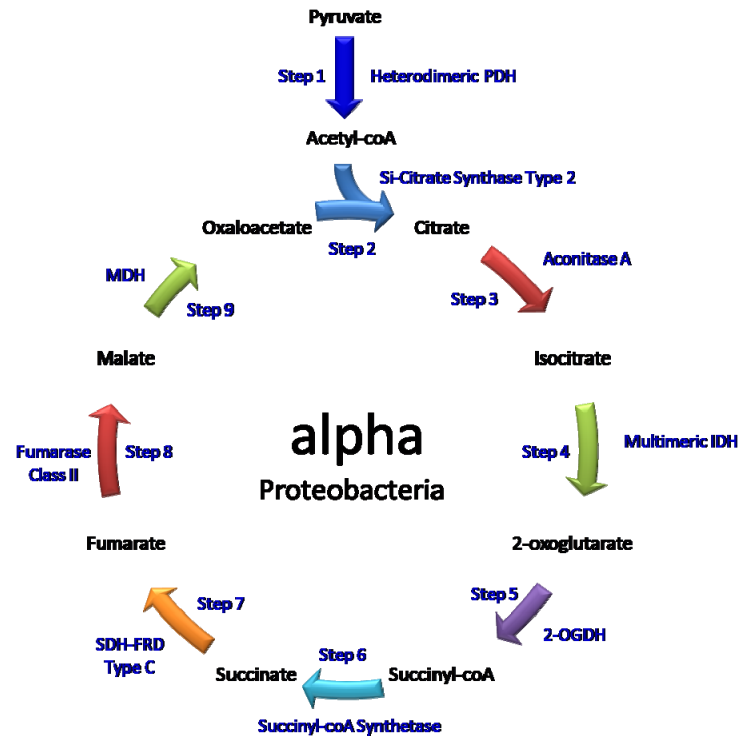 Pyruvate
Step 1
Heterodimeric PDH
Acetyl-coA
Si-Citrate Synthase Type 2
Oxaloacetate
Citrate
Step 2
Aconitase A
MDH
Step 3
Step 9
Malate
Isocitrate
alpha
Proteobacteria
Fumarase
Class II
Step 8
Step 4
Multimeric IDH
Fumarate
2-oxoglutarate
Step 5
Step 7
2-OGDH
SDH-FRD
Type C
Step 6
Succinate
Succinyl-coA
Succinyl-coA Synthetase